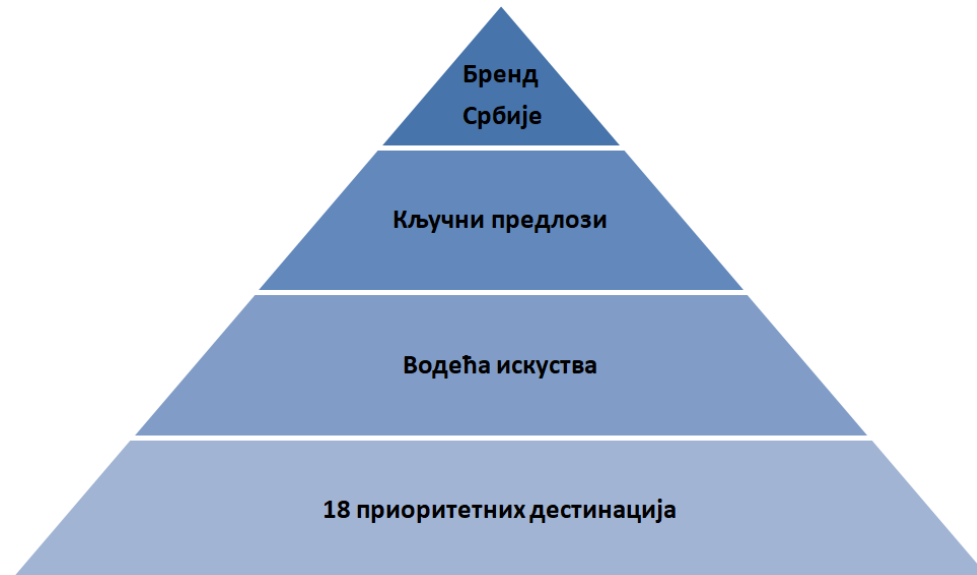 Бренд
Србије
Кључни предлози
Водећа искуства
18 приоритетних дестинација